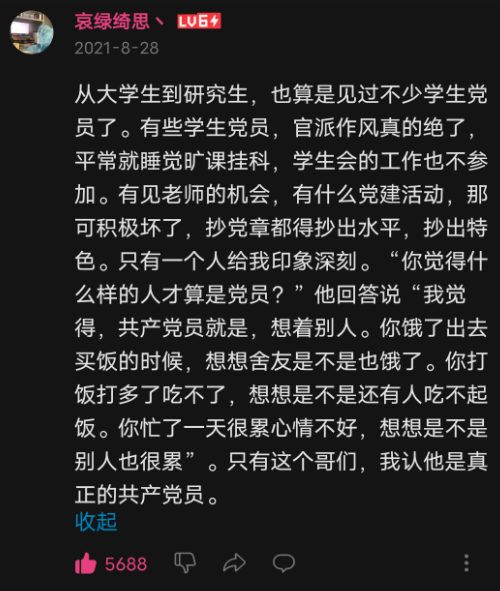 哀绿绮思丶 LV6
2021-8-28
从大学生到研究生，也算是见过不少学生党
员了。有些学生党员，官派作风真的绝了，
平常就睡觉旷课挂科，学生会的工作也不参
加。有见老师的机会，有什么党建活动，那
可积极坏了，抄党章都得抄出水平，抄出特
色。只有一个人给我印象深刻。“你觉得什
么样的人才算是党员？”他回答说“我觉
得，共产党员就是，想着别人。你饿了出去
买饭的时候，想想舍友是不是也饿了。你打
饭打多了吃不了，想想是不是还有人吃不起
饭。你忙了一天很累心情不好，想想是不是
别人也很累”。只有这个哥们，我认他是真
正的共产党员。
收起
5688